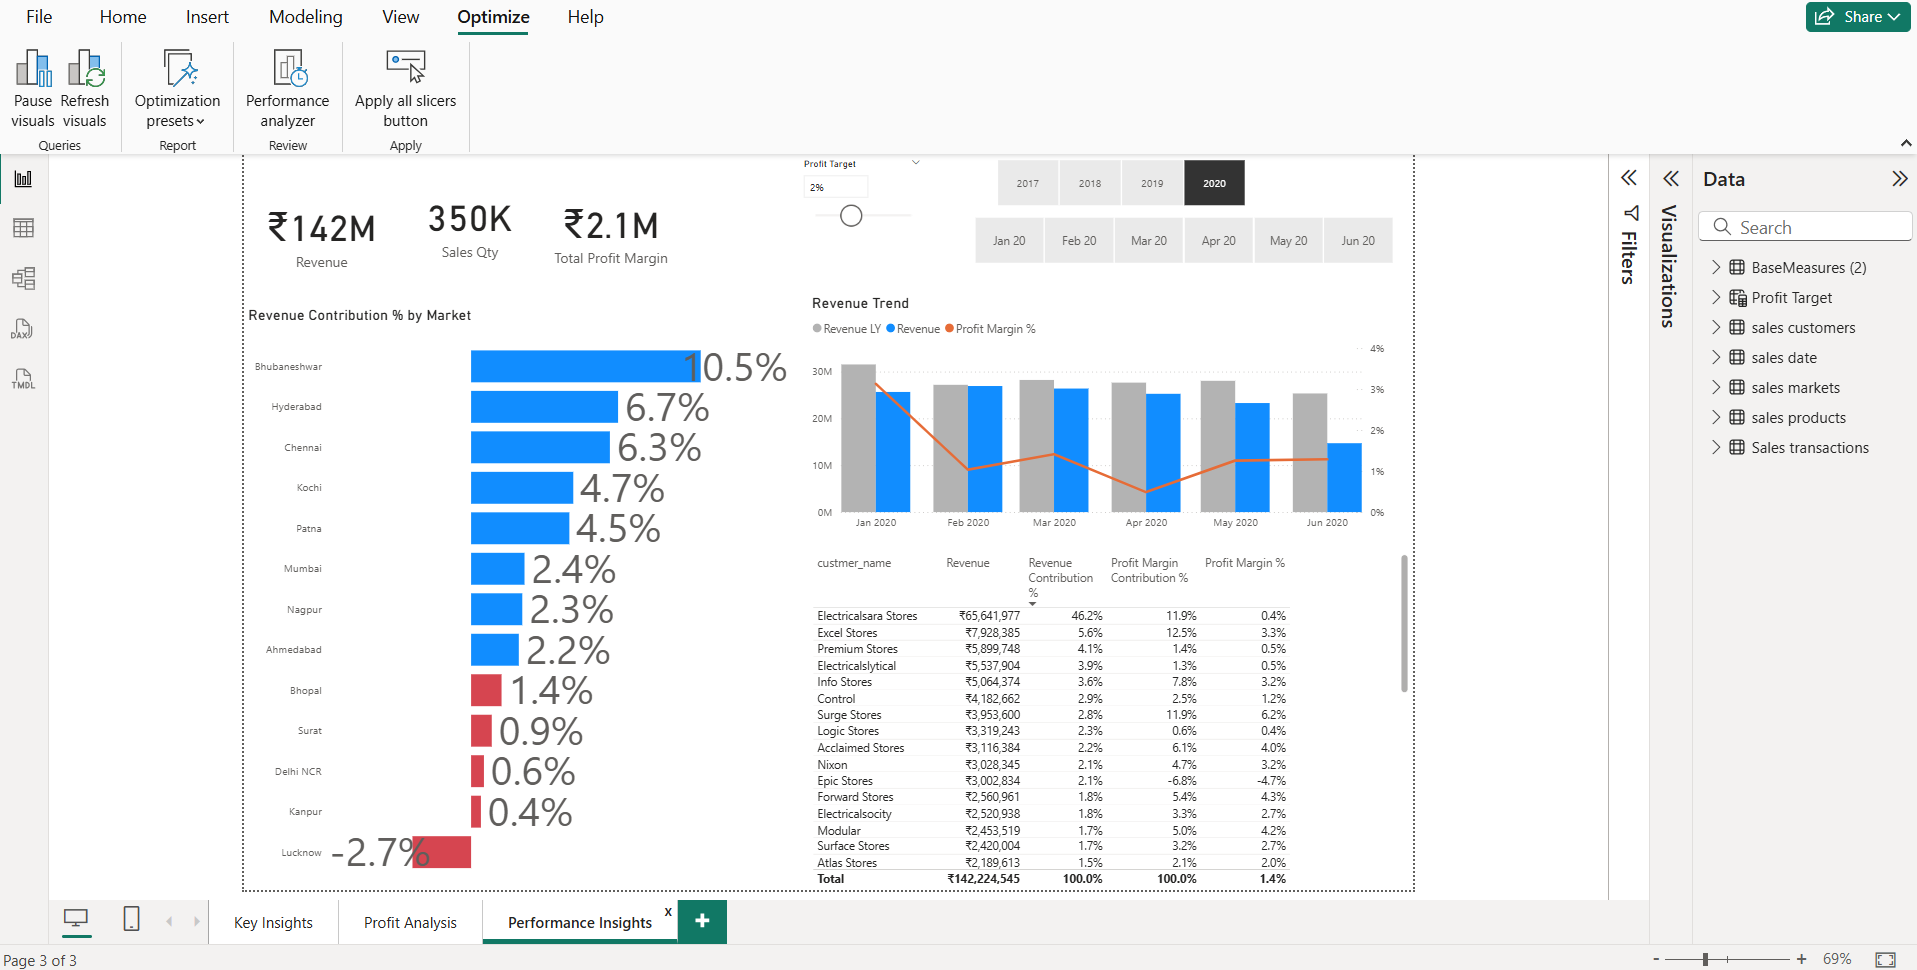 File Home Insert Modeling View Optimize Help
Share
Pause visuals
Refresh visuals
Optimization presets
Performance analyzer
Apply all slicers button
Queries Report Review Apply
Profit Target
2%
2017 2018 2019 2020
Jan 20 Feb 20 Mar 20 Apr 20 May 20 Jun 20
₹142M
Revenue
350K
Sales Qty
₹2.1M
Total Profit Margin
Revenue Contribution % by Market
Bhubaneshwar 10.5%
Hyderabad 6.7%
Chennai 6.3%
Kochi 4.7%
Patna 4.5%
Mumbai 2.4%
Nagpur 2.3%
Ahmedabad 2.2%
Bhopal 1.4%
Surat 0.9%
Delhi NCR 0.6%
Kanpur 0.4%
Lucknow -2.7%
Revenue Trend
Revenue LY Revenue Profit Margin %
30M
20M
10M
0M
4%
3%
2%
1%
0%
Jan 2020 Feb 2020 Mar 2020 Apr 2020 May 2020 Jun 2020
custmer_name Revenue Revenue Contribution % Profit Margin Contribution % Profit Margin %
Electricalsara Stores ₹65,641,977 46.2% 11.9% 0.4%
Excel Stores ₹7,928,385 5.6% 12.5% 3.3%
Premium Stores ₹5,899,748 4.1% 1.4% 0.5%
Electricalslytical ₹5,537,904 3.9% 1.3% 0.5%
Info Stores ₹5,064,374 3.6% 7.8% 3.2%
Control ₹4,182,662 2.9% 2.5% 1.2%
Surge Stores ₹3,953,600 2.8% 11.9% 6.2%
Logic Stores ₹3,319,243 2.3% 0.6% 0.4%
Acclaimed Stores ₹3,116,384 2.2% 6.1% 4.0%
Nixon ₹3,028,345 2.1% 4.7% 3.2%
Epic Stores ₹3,002,834 2.1% -6.8% -4.7%
Forward Stores ₹2,560,961 1.8% 5.4% 4.3%
Electricalsocity ₹2,520,938 1.8% 3.3% 2.7%
Modular ₹2,453,519 1.7% 5.0% 4.2%
Surface Stores ₹2,420,004 1.7% 3.2% 2.7%
Atlas Stores ₹2,189,613 1.5% 2.1% 2.0%
Total ₹142,224,545 100.0% 100.0% 1.4%
Filters
Visualizations
Data
Search
BaseMeasures (2)
Profit Target
sales customers
sales date
sales markets
sales products
Sales transactions
DAX
TMDL
Key Insights Profit Analysis Performance Insights x +
Page 3 of 3
- + 69%